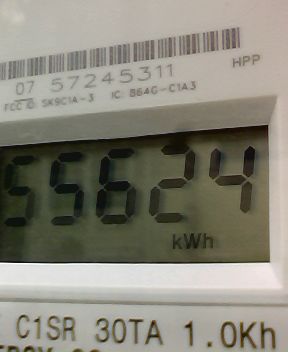 07 57245311 HPP
FCC ID: SK9C1A-3 IC: 864G-C1A3
55624
kWh
C1SR 30TA 1.0Kh